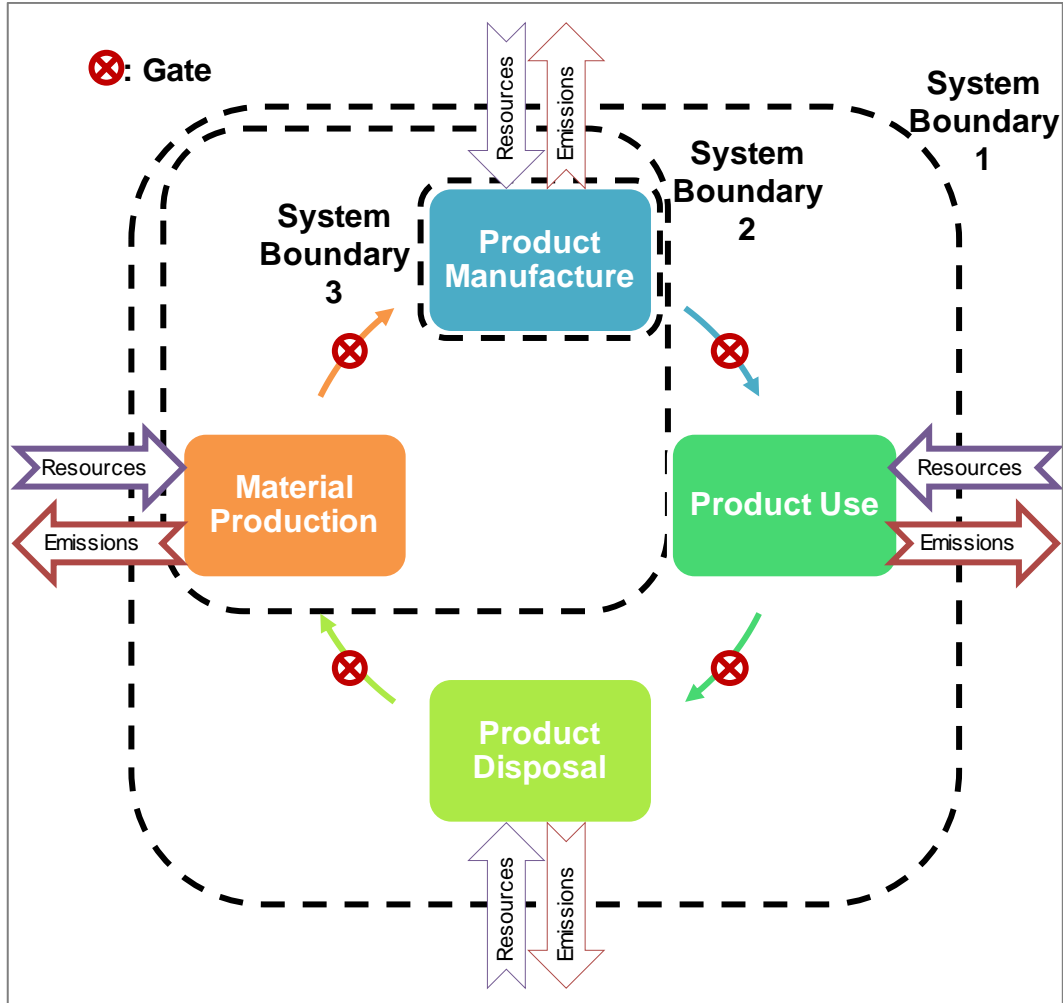 : Gate
Resources
Emissions
System
Boundary
1
System
Boundary
2
System
Boundary
3
Product
Manufacture
Resources
Emissions
Material
Production
Product Use
Resources
Emissions
Product
Disposal
Resources
Emissions